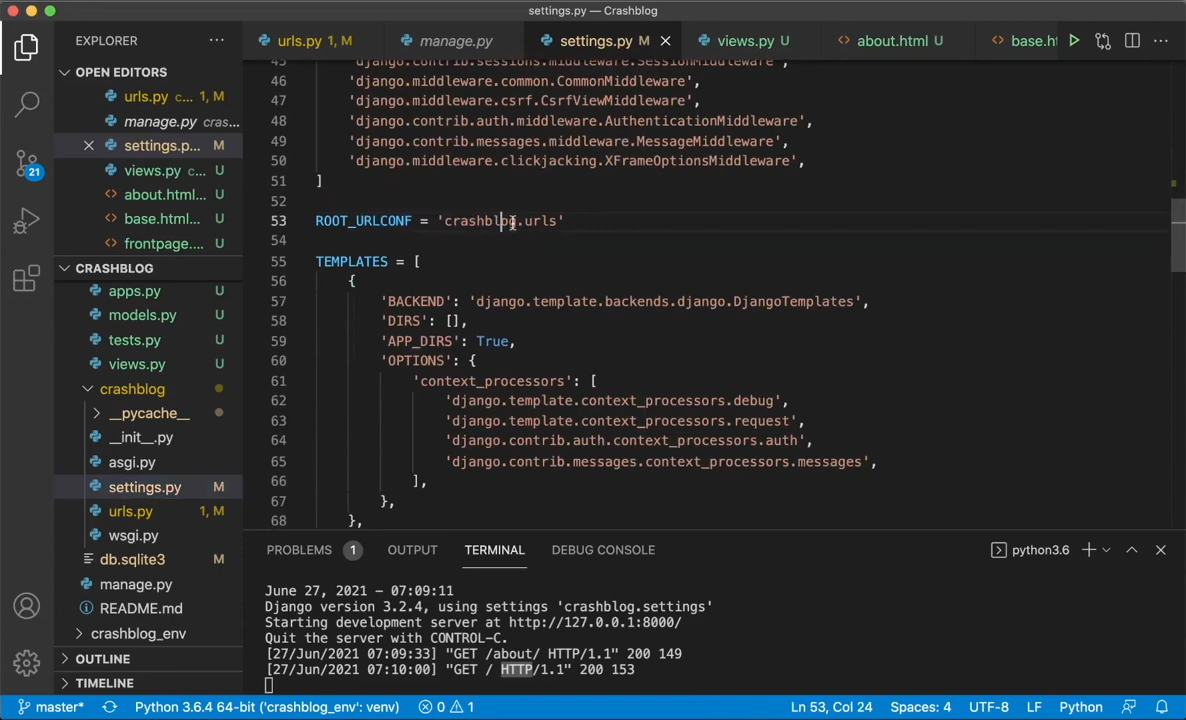 settings.py — Crashblog
EXPLORER
urls.py 1, M
manage.py
settings.py M
views.py U
about.html U
base.ht
OPEN EDITORS
urls.py c... 1, M
manage.py cras...
settings.p... M
views.py c... U
about.html... U
base.htm... U
frontpage.... U
CRASHBLOG
apps.py U
models.py U
tests.py U
views.py U
crashblog
__pycache__
__init__.py
asgi.py
settings.py M
urls.py 1, M
wsgi.py
db.sqlite3 M
manage.py
README.md
crashblog_env
OUTLINE
TIMELINE
21
45 'django.contrib.sessions.middleware.SessionMiddleware',
46 'django.middleware.common.CommonMiddleware',
47 'django.middleware.csrf.CsrfViewMiddleware',
48 'django.contrib.auth.middleware.AuthenticationMiddleware',
49 'django.contrib.messages.middleware.MessageMiddleware',
50 'django.middleware.clickjacking.XFrameOptionsMiddleware',
51 ]
52
53 ROOT_URLCONF = 'crashblog.urls'
54
55 TEMPLATES = [
56 {
57 'BACKEND': 'django.template.backends.django.DjangoTemplates',
58 'DIRS': [],
59 'APP_DIRS': True,
60 'OPTIONS': {
61 'context_processors': [
62 'django.template.context_processors.debug',
63 'django.template.context_processors.request',
64 'django.contrib.auth.context_processors.auth',
65 'django.contrib.messages.context_processors.messages',
66 ],
67 },
68 },
PROBLEMS 1 OUTPUT TERMINAL DEBUG CONSOLE python3.6
June 27, 2021 - 07:09:11
Django version 3.2.4, using settings 'crashblog.settings'
Starting development server at http://127.0.0.1:8000/
Quit the server with CONTROL-C.
[27/Jun/2021 07:09:33] "GET /about/ HTTP/1.1" 200 149
[27/Jun/2021 07:10:00] "GET / HTTP/1.1" 200 153
master* Python 3.6.4 64-bit ('crashblog_env': venv) 0 1 Ln 53, Col 24 Spaces: 4 UTF-8 LF Python